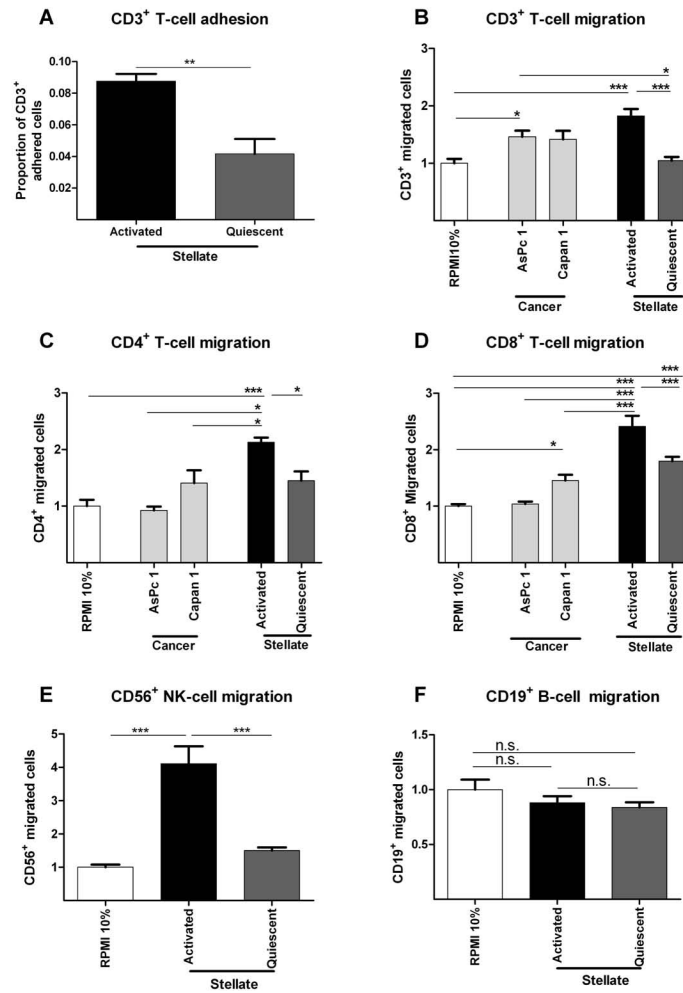 A
CD3+ T-cell adhesion
Proportion of CD3+
adhered cells
0.10
0.08
0.06
0.04
0.02
**
Activated
Quiescent
Stellate
B
CD3+ T-cell migration
CD3+ migrated cells
3
2
1
*
***
***
*
RPMI10%
AsPc 1
Capan 1
Activated
Quiescent
Cancer
Stellate
C
CD4+ T-cell migration
CD4+ migrated cells
3
2
1
***
*
*
*
RPMI 10%
AsPc 1
Capan 1
Activated
Quiescent
Cancer
Stellate
D
CD8+ T-cell migration
CD8+ Migrated cells
3
2
1
***
***
***
***
***
*
RPMI 10%
AsPc 1
Capan 1
Activated
Quiescent
Cancer
Stellate
E
CD56+ NK-cell migration
CD56+ migrated cells
5
4
3
2
1
***
***
RPMI 10%
Activated
Quiescent
Stellate
F
CD19+ B-cell migration
CD19+ migrated cells
1.5
1.0
0.5
n.s.
n.s.
n.s.
RPMI 10%
Activated
Quiescent
Stellate